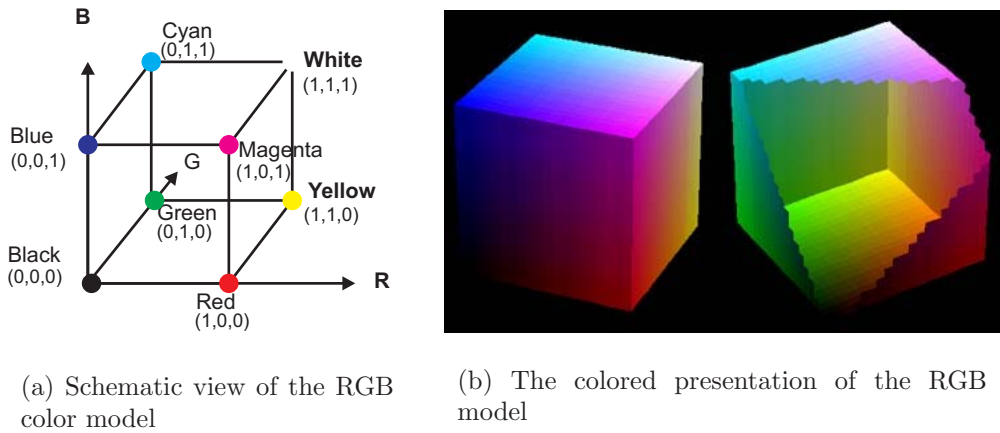 B
Cyan
(0,1,1)
White
(1,1,1)
Blue
(0,0,1)
G
Magenta
(1,0,1)
Yellow
(1,1,0)
Green
(0,1,0)
Black
(0,0,0)
R
Red
(1,0,0)
(a) Schematic view of the RGB
color model
(b) The colored presentation of the RGB
model